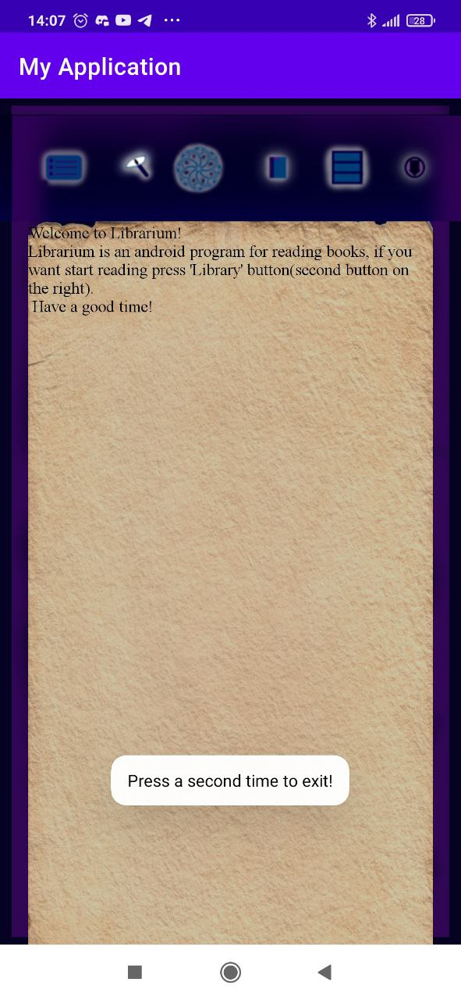 14:07
28
My Application
Welcome to Librarium!
Librarium is an android program for reading books, if you
want start reading press 'Library' button(second button on
the right).
Have a good time!
Press a second time to exit!